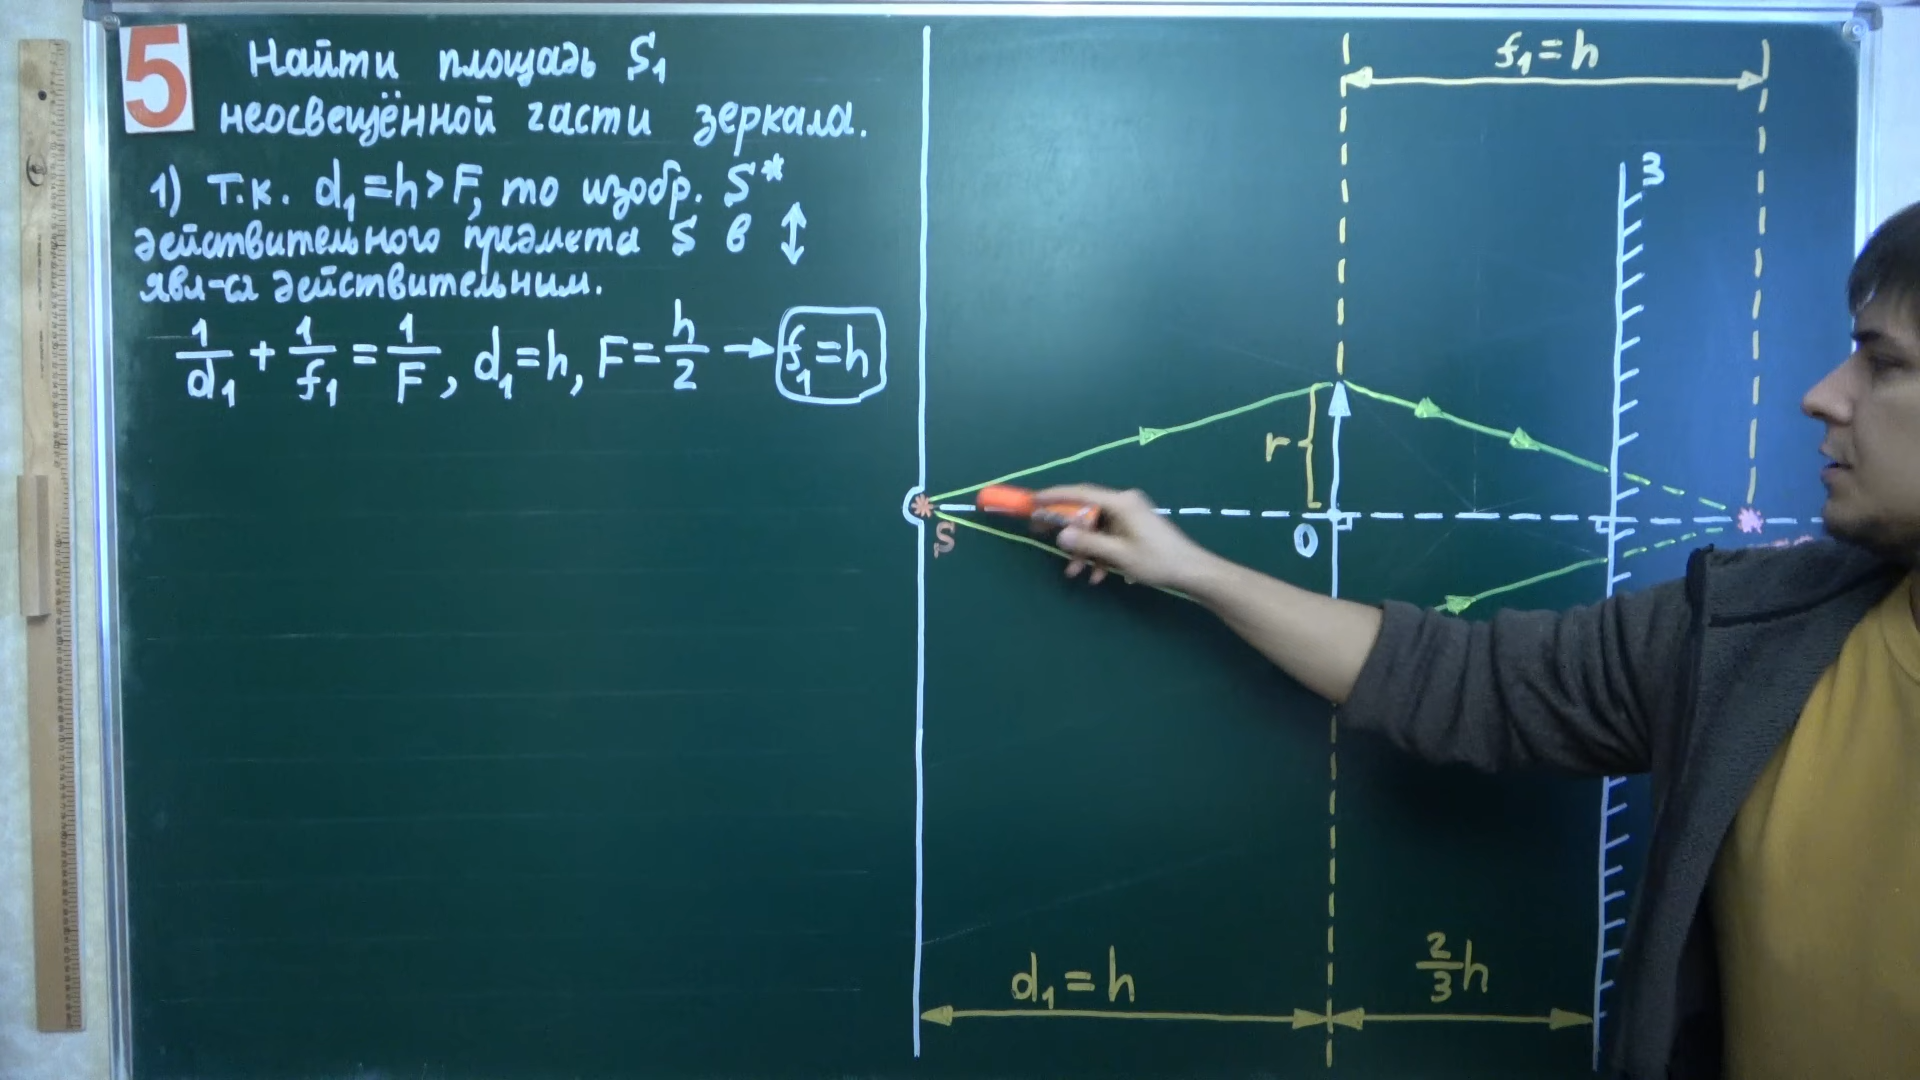 5
Найти площадь S₁
неосвещённой части зеркала.
1) т.к. d₁=h>F, то изобр. S*
действительного предмета S в ↕
явл-ся действительным.
1/d₁ + 1/f₁ = 1/F, d₁=h, F=h/2 → f₁=h
f₁=h
З
r
S
O
d₁=h
2/3 h